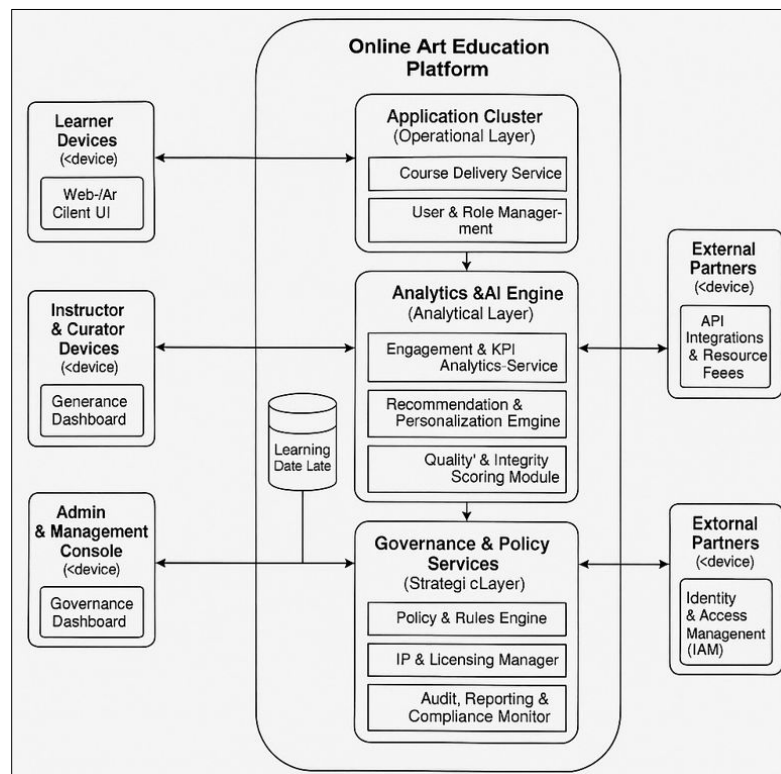 Online Art Education
Platform
Learner
Devices
(<device)
Web-/Ar
Cilent UI
Application Cluster
(Operational Layer)
Course Delivery Service
User & Role Manager-
ment
Instructor
& Curator
Devices
(<device)
Generance
Dashboard
Analytics &AI Engine
(Analytical Layer)
Engagement & KPI
Analytics-Service
Recommendation &
Personalization Emgine
Quality' & Integrity
Scoring Module
External
Partners
(<device)
API
Integrations
& Resource
Feees
Learning
Date Late
Admin
& Management
Console
(<device)
Governance
Dashboard
Governance & Policy
Services
(Strategi cLayer)
Policy & Rules Engine
IP & Licensing Manager
Audit, Reporting &
Compliance Monitor
Extornal
Partners
(<device)
Identity
& Access
Management
(IAM)